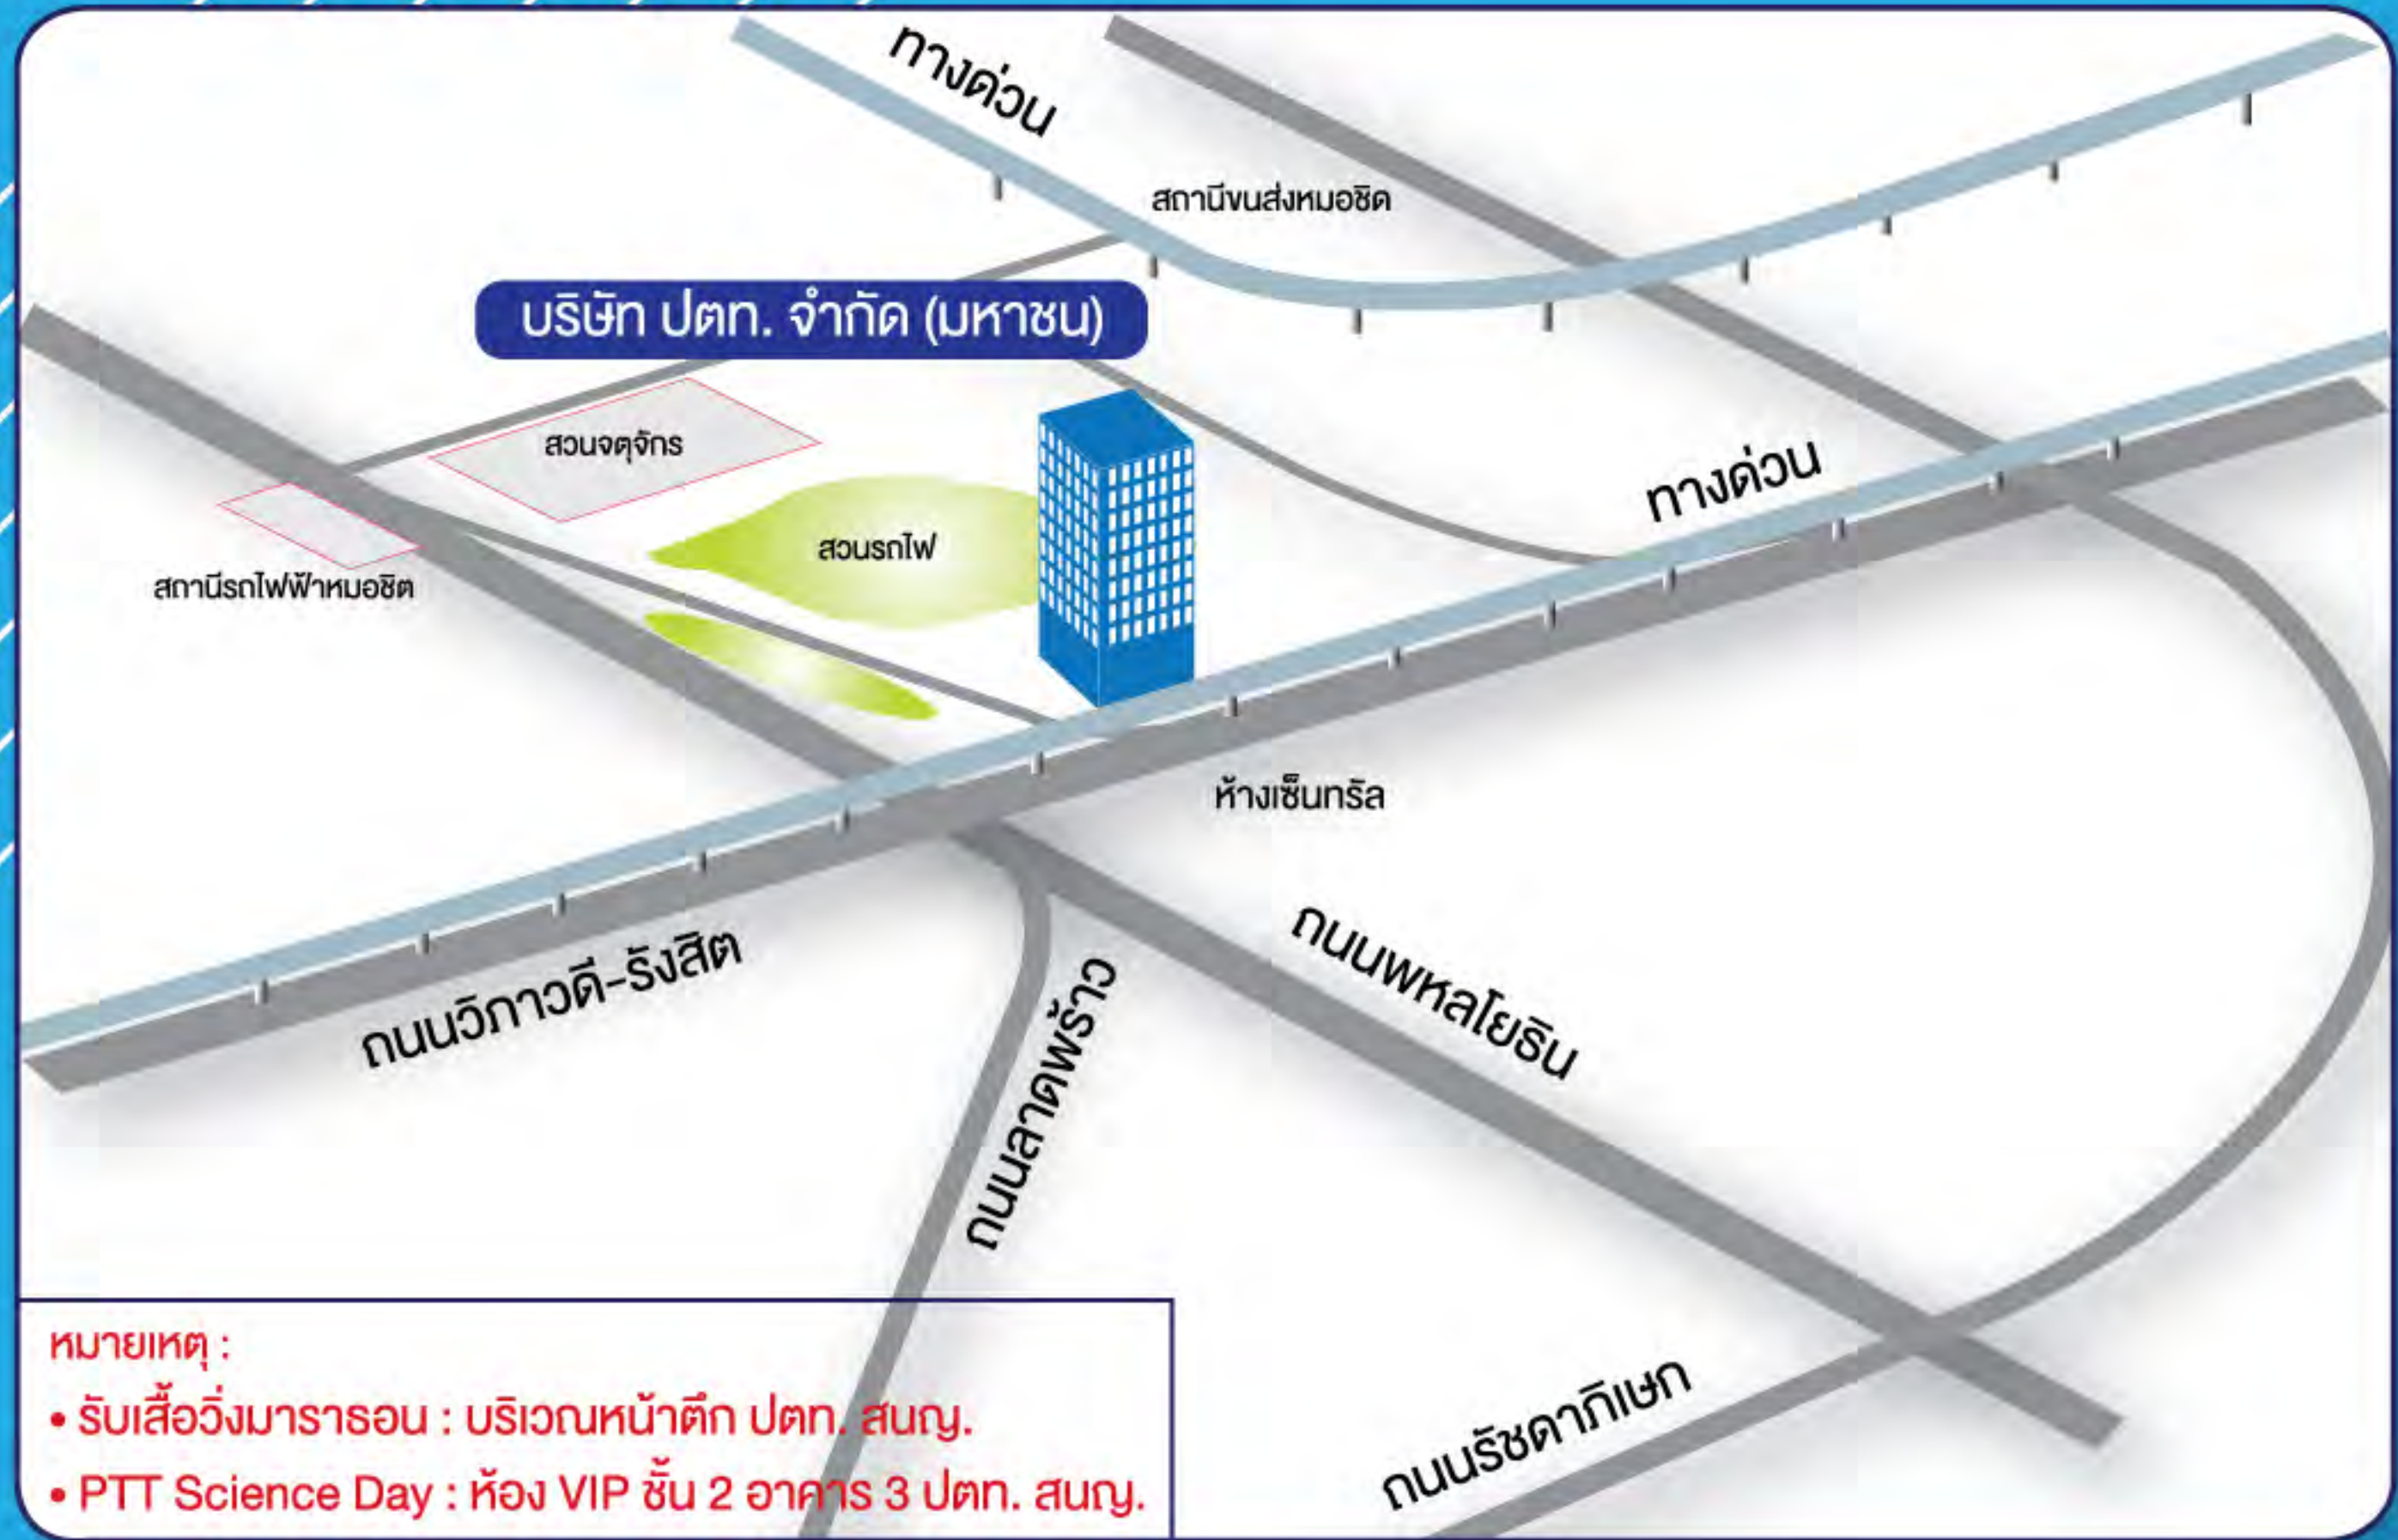 ทางด่วน
สถานีขนส่งหมอชิด
บริษัท ปตท. จำกัด (มหาชน)
สวนจตุจักร
ทางด่วน
สวนรถไฟ
สถานีรถไฟฟ้าหมอชิต
ห้างเซ็นทรัล
ถนนวิภาวดี-รังสิต
ถนนพหลโยธิน
ถนนลาดพร้าว
ถนนรัชดาภิเษก
หมายเหตุ :
• รับเสื้อวิ่งมาราธอน : บริเวณหน้าตึก ปตท. สนญ.
• PTT Science Day : ห้อง VIP ชั้น 2 อาคาร 3 ปตท. สนญ.